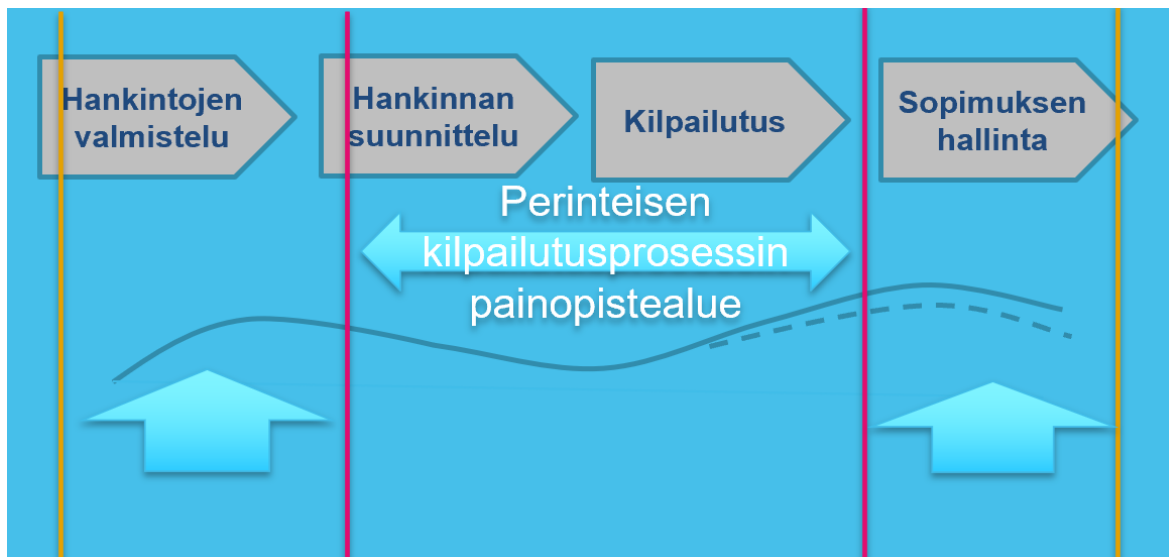 Hankintojen
valmistelu
Hankinnan
suunnittelu
Kilpailutus
Sopimuksen
hallinta
Perinteisen
kilpailutusprosessin
painopistealue